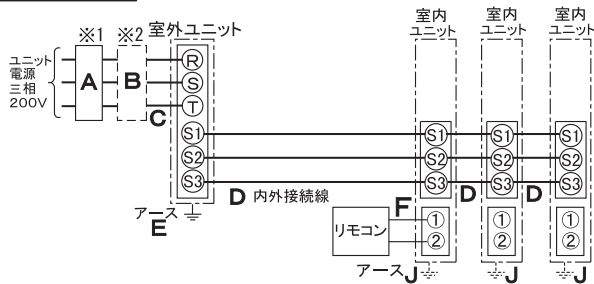 ※1 ※2 室外ユニット
室内
ユニット
室内
ユニット
室内
ユニット
ユニット
電源
三相
200V
A
B
C
R
S
T
S1
S2
S3
S1
S2
S3
S1
S2
S3
S1
S2
S3
D 内外接続線
D
D
アース
E
F
リモコン
①
②
①
②
①
②
アース J
J
J